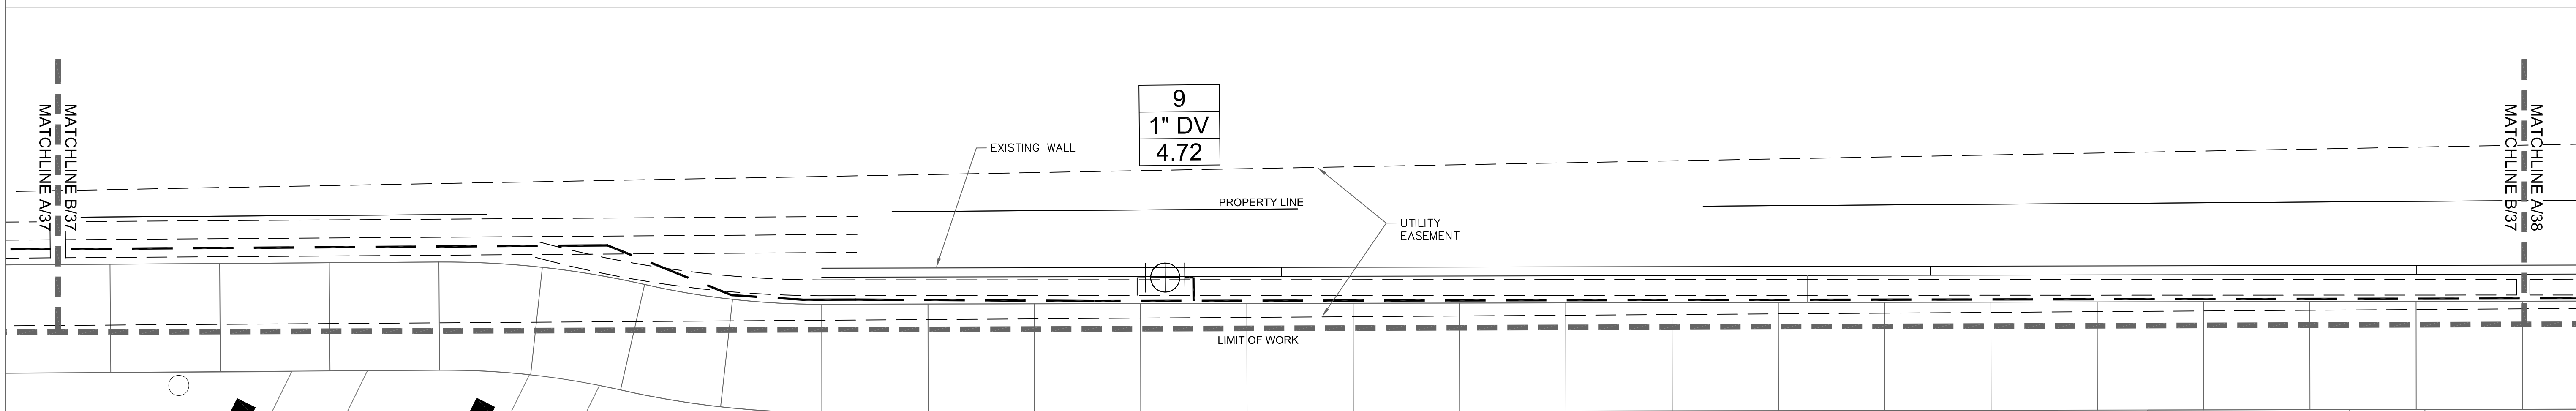 MATCHLINE A/37
MATCHLINE B/37
9
1" DV
4.72
EXISTING WALL
PROPERTY LINE
UTILITY
EASEMENT
LIMIT OF WORK
MATCHLINE B/37
MATCHLINE A/38